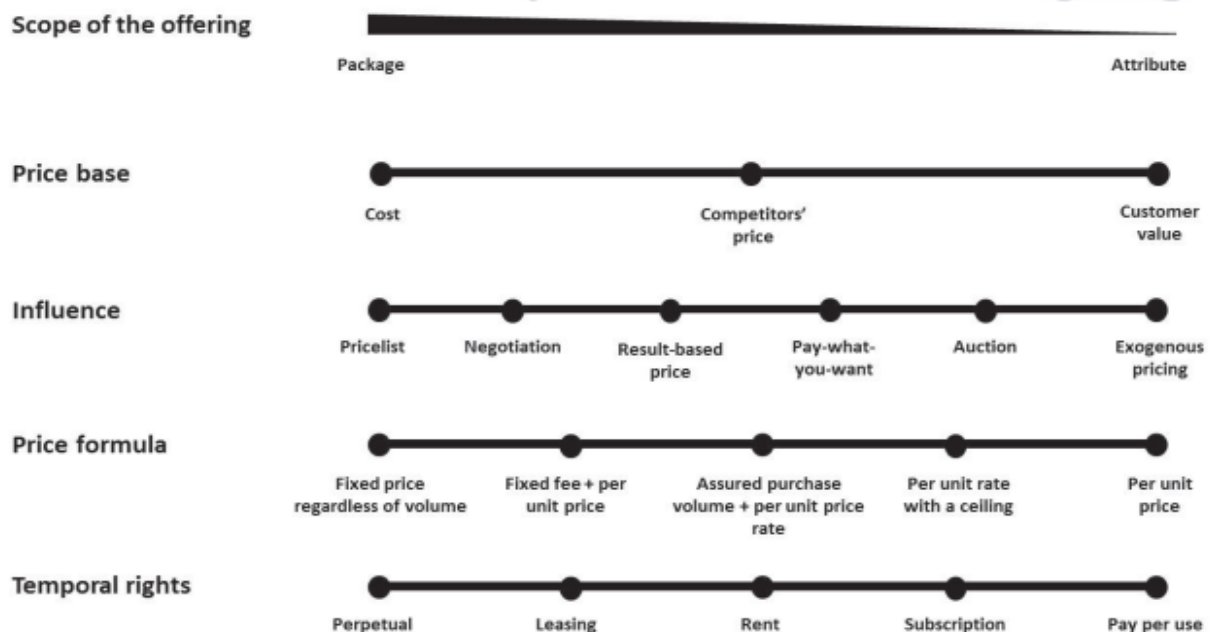 Scope of the offering
Package Attribute
Price base
Cost Competitors' Customer
price value
Influence
Pricelist Negotiation Result-based Pay-what- Auction Exogenous
price you-want pricing
Price formula
Fixed price Fixed fee + per Assured purchase Per unit rate Per unit
regardless of volume unit price volume + per unit price with a ceiling price
rate
Temporal rights
Perpetual Leasing Rent Subscription Pay per use